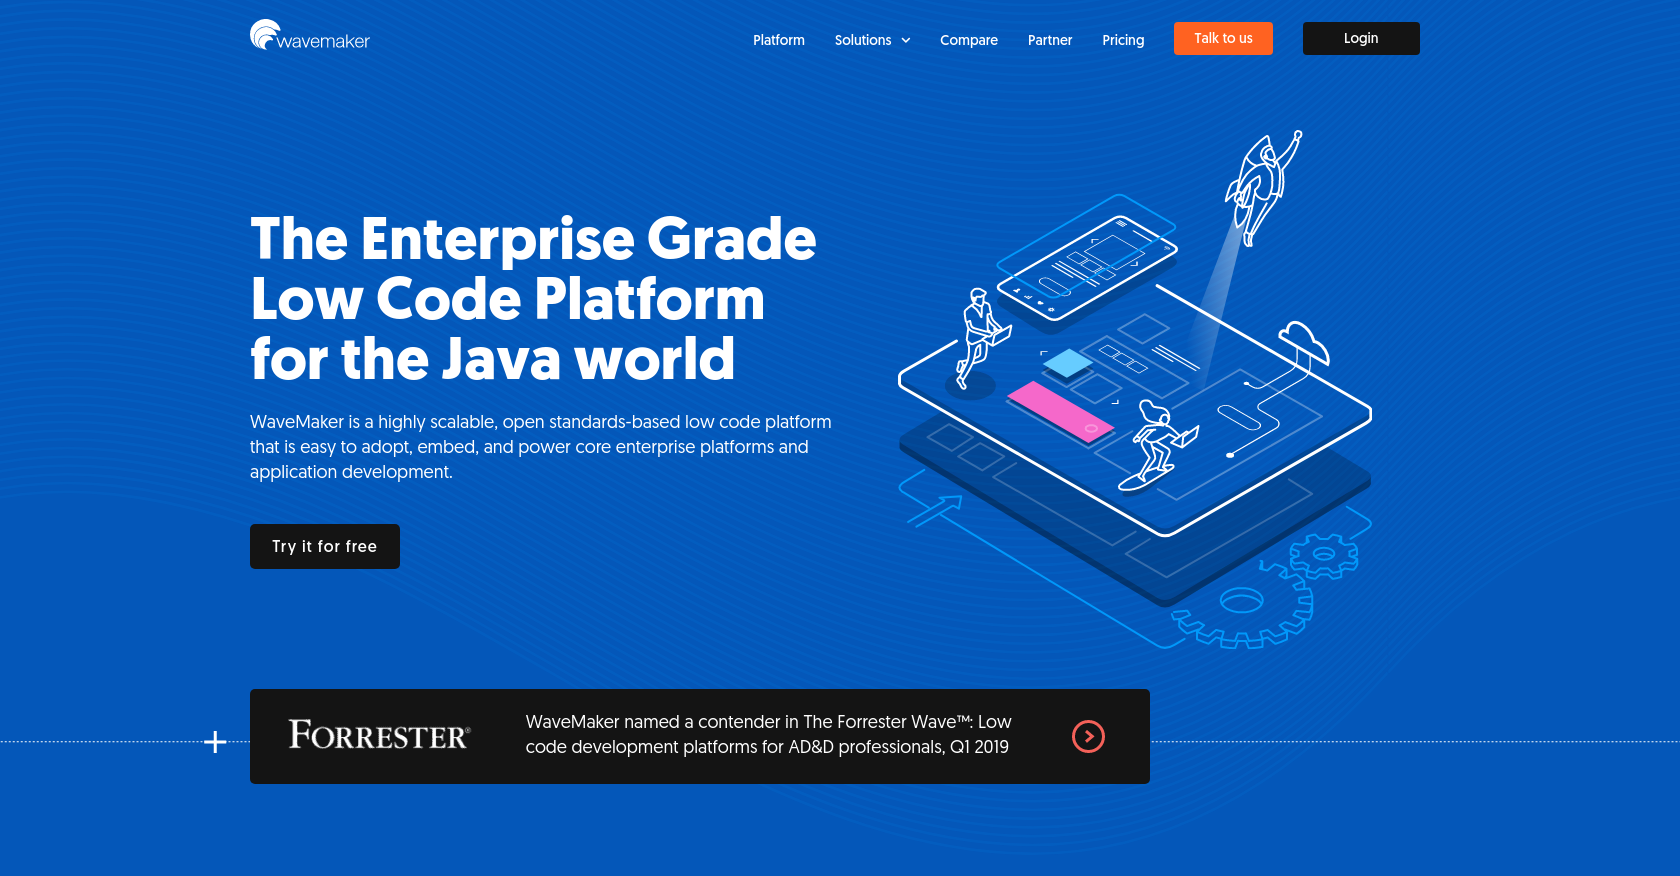 wavemaker
Platform
Solutions
Compare
Partner
Pricing
Talk to us
Login
The Enterprise Grade
Low Code Platform
for the Java world
WaveMaker is a highly scalable, open standards-based low code platform
that is easy to adopt, embed, and power core enterprise platforms and
application development.
Try it for free
FORRESTER®
WaveMaker named a contender in The Forrester Wave™: Low
code development platforms for AD&D professionals, Q1 2019